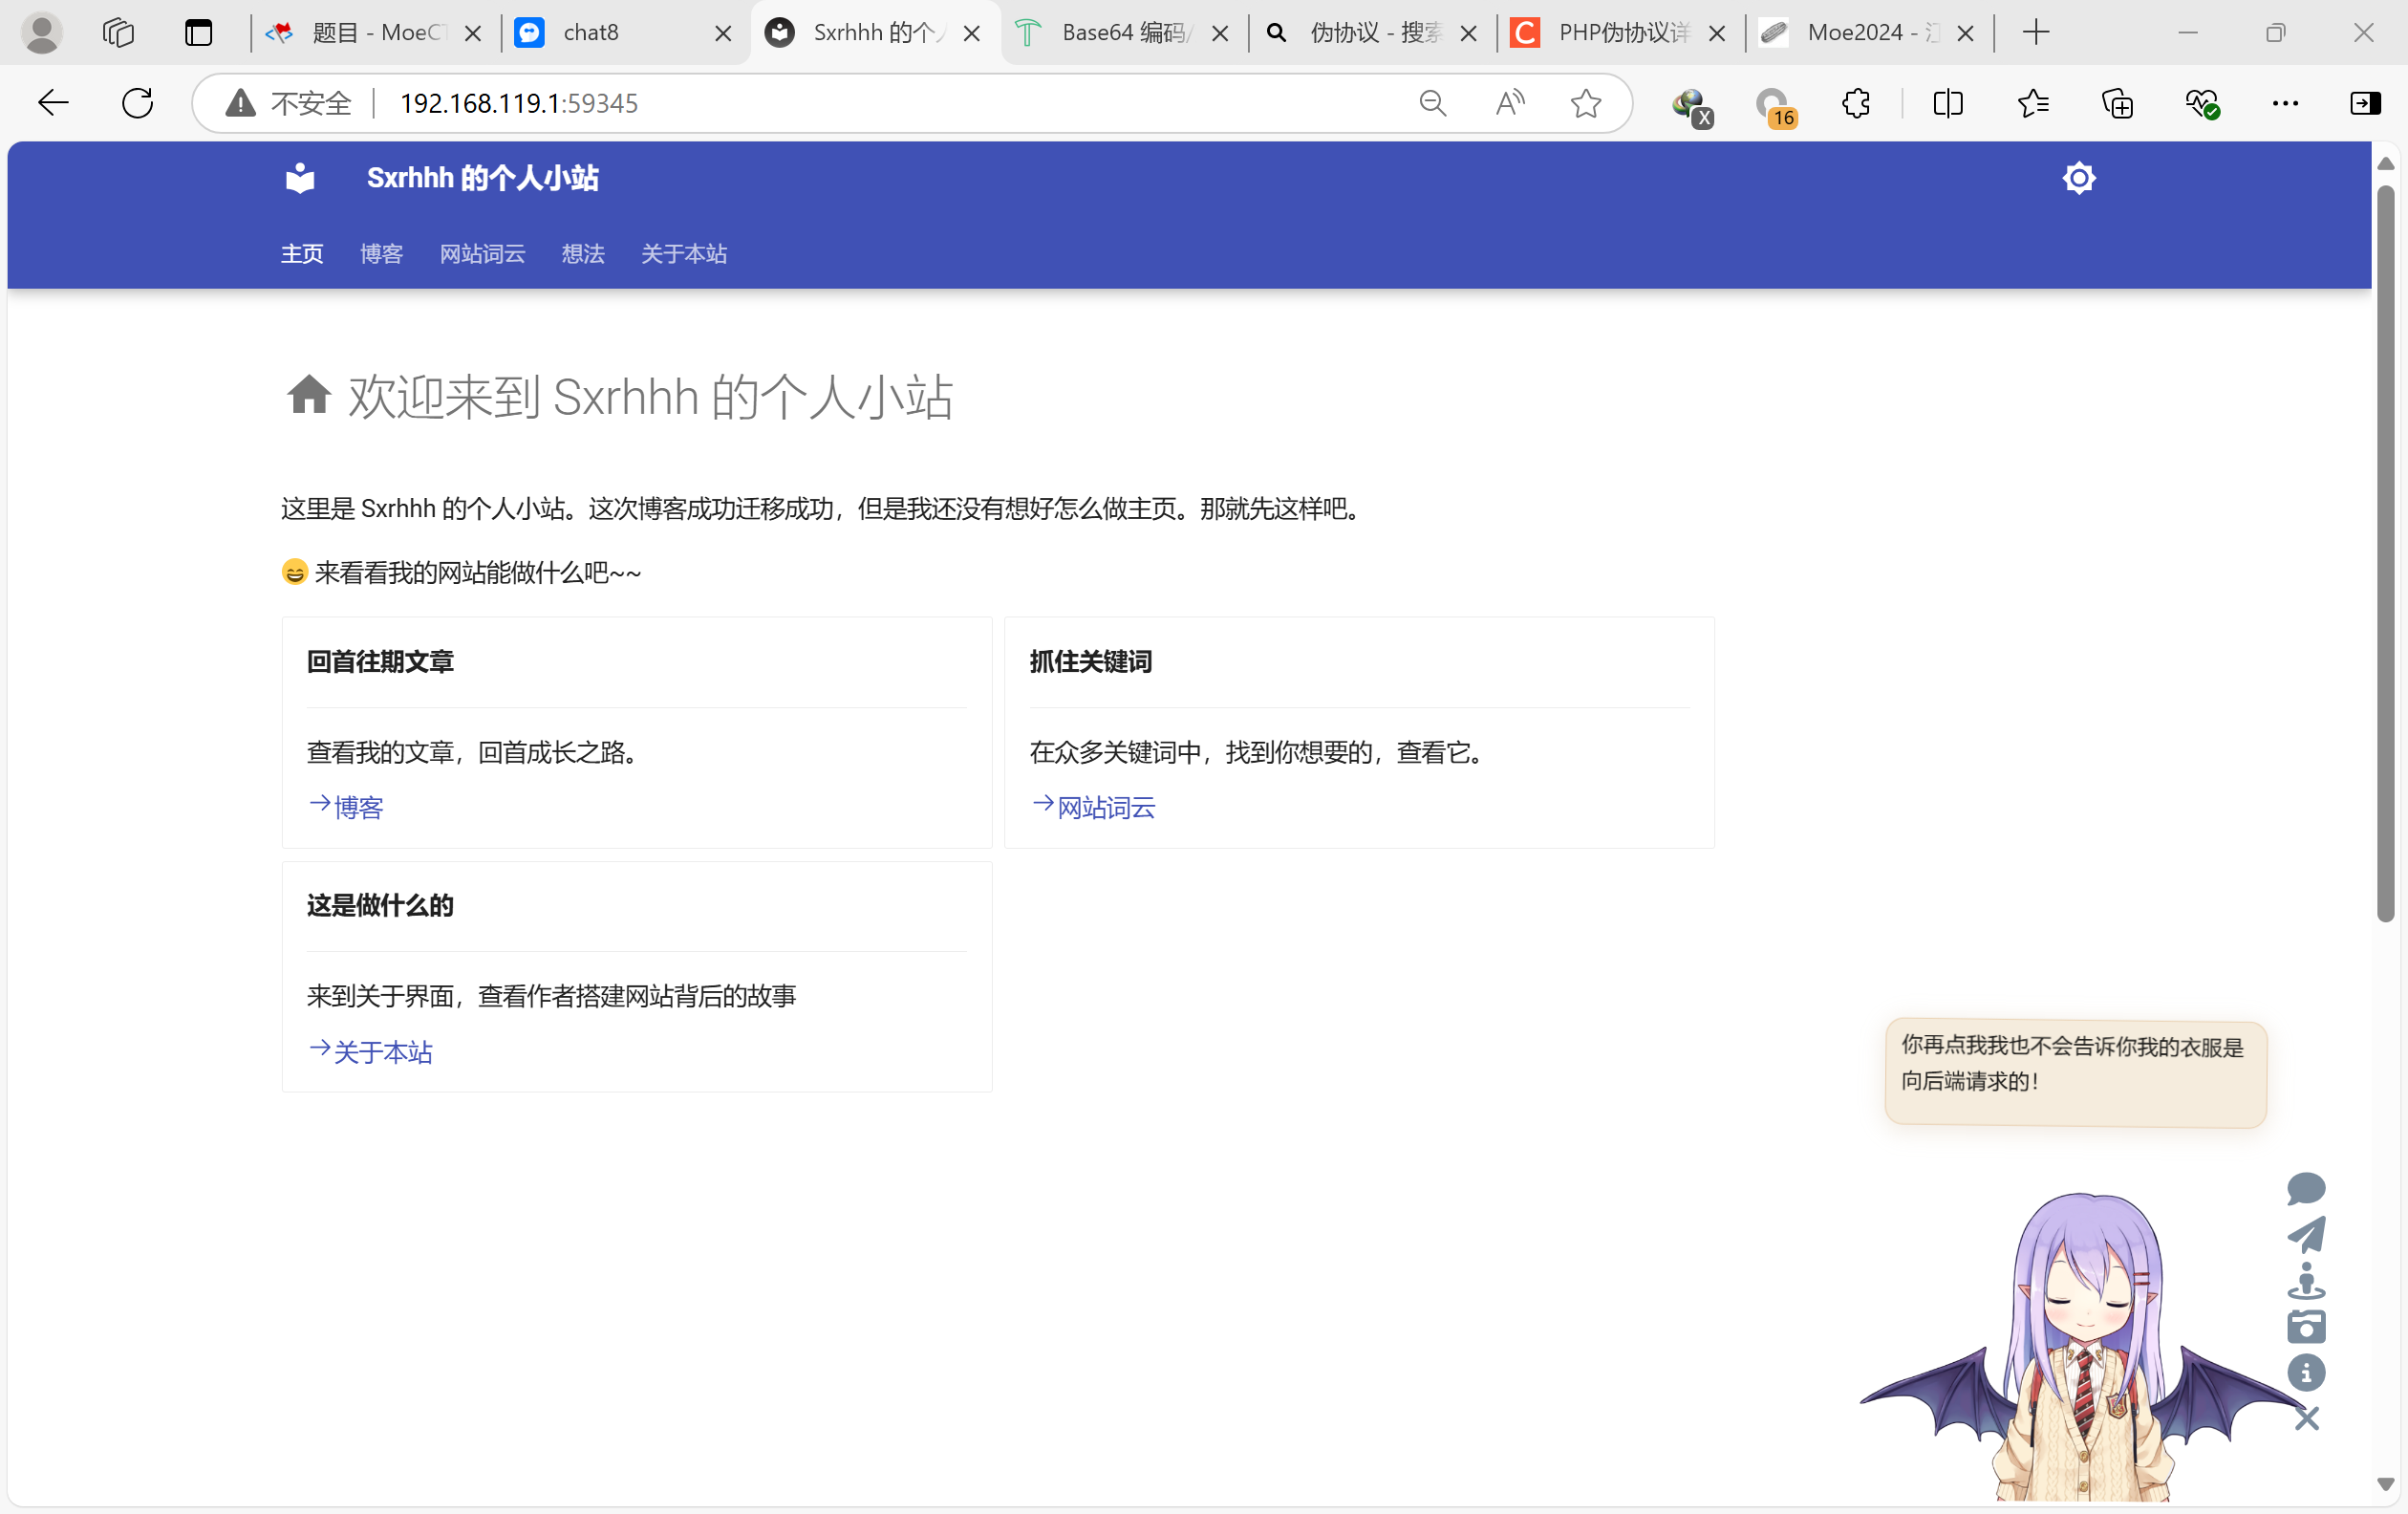 题目 - MoeCT
chat8
Sxrhhh 的个人
Base64 编码/
伪协议 - 搜索
PHP伪协议详
Moe2024 - 江
不安全
192.168.119.1:59345
X
16
Sxrhhh 的个人小站
主页
博客
网站词云
想法
关于本站
欢迎来到 Sxrhhh 的个人小站
这里是 Sxrhhh 的个人小站。这次博客成功迁移成功，但是我还没有想好怎么做主页。那就先这样吧。
😄 来看看我的网站能做什么吧~~
回首往期文章
查看我的文章，回首成长之路。
→博客
抓住关键词
在众多关键词中，找到你想要的，查看它。
→网站词云
这是做什么的
来到关于界面，查看作者搭建网站背后的故事
→关于本站
你再点我我也不会告诉你我的衣服是
向后端请求的！